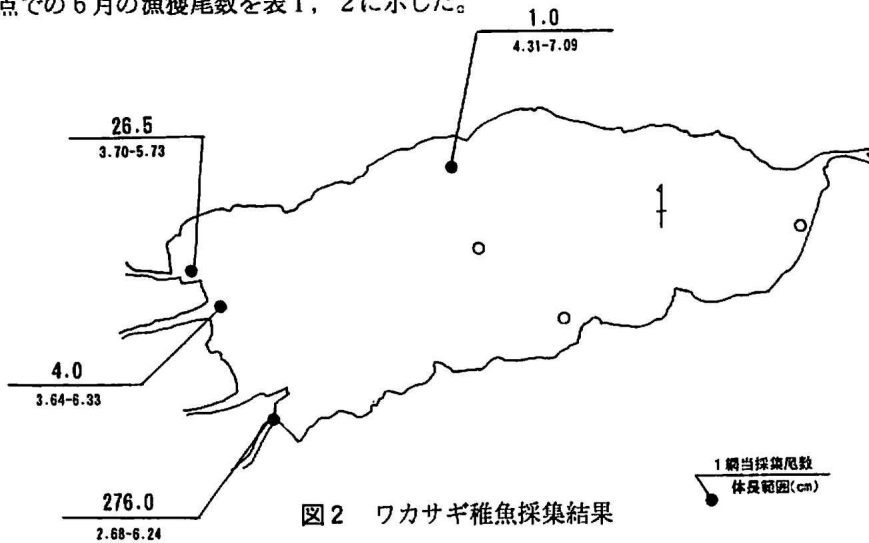 点での6月の漁獲尾数を表1，2に示した。
1.0
4.31-7.09
26.5
3.70-5.73
4.0
3.64-6.33
276.0
2.68-6.24
1網当採集尾数
体長範囲(cm)
図2 ワカサギ稚魚採集結果